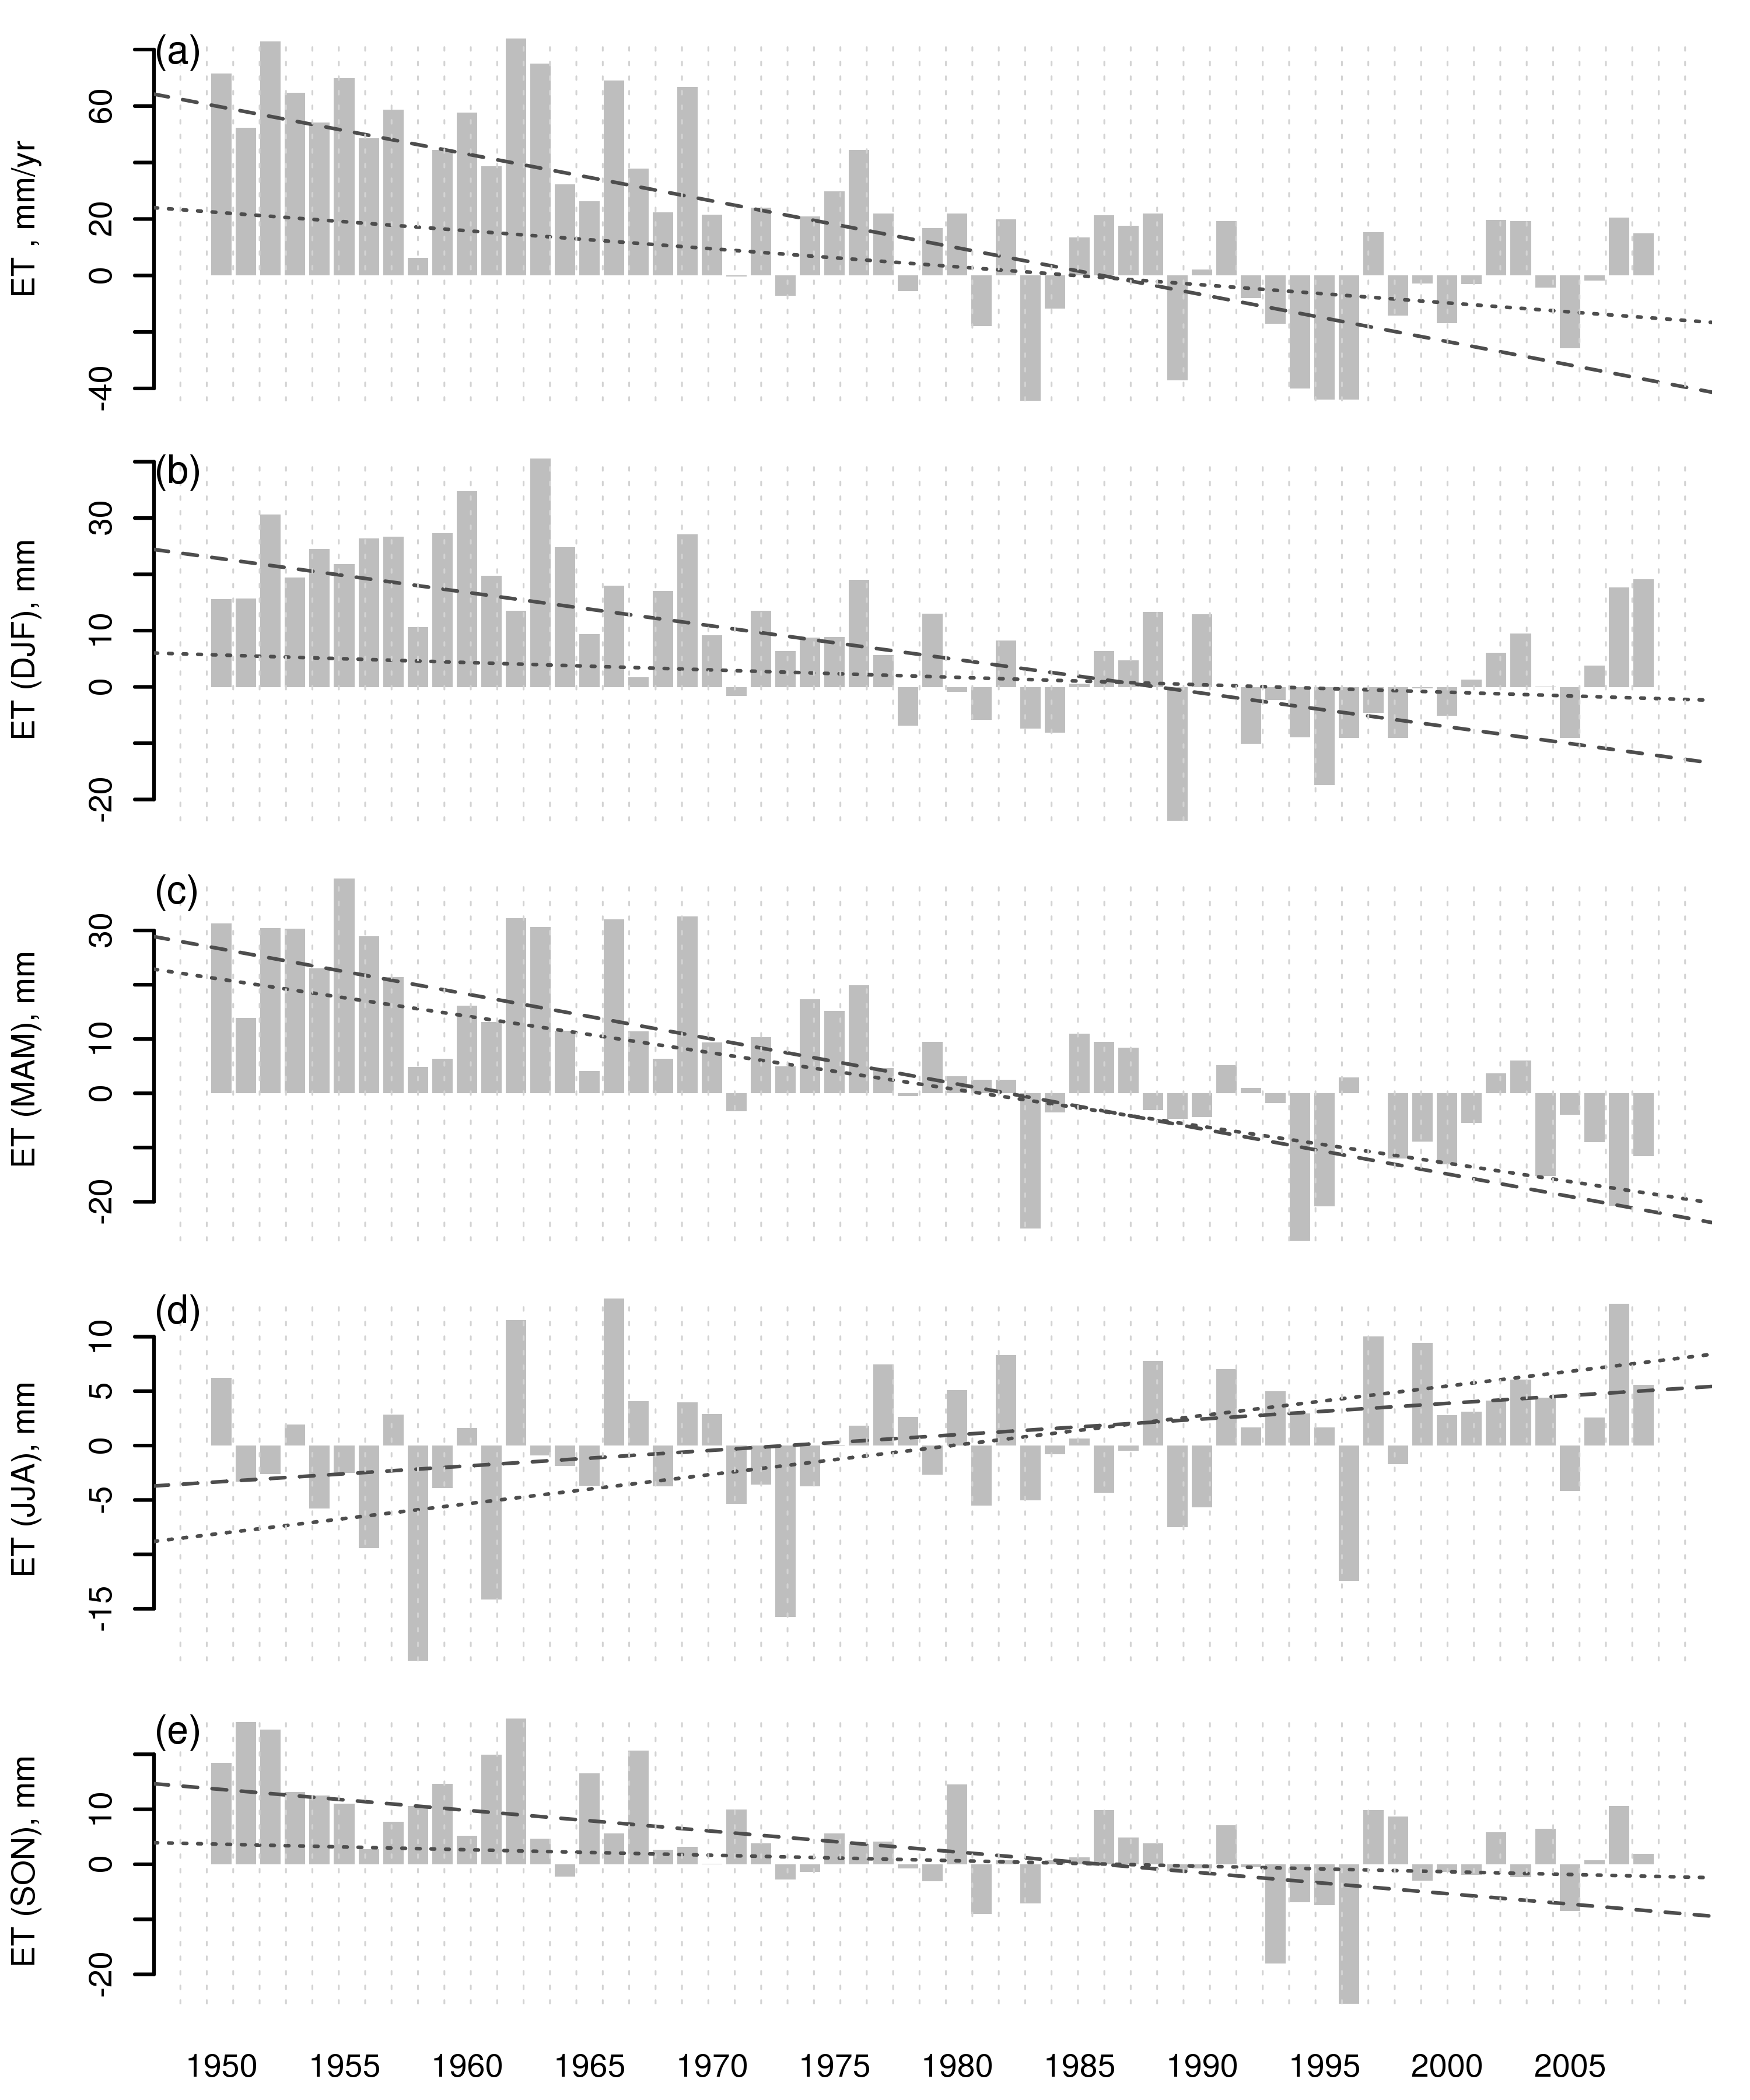 (a)
ET , mm/yr
60
20
0
-40
(b)
ET (DJF), mm
30
10
0
-20
(c)
ET (MAM), mm
30
10
0
-20
(d)
ET (JJA), mm
10
5
0
-5
-15
(e)
ET (SON), mm
10
0
-20
1950 1955 1960 1965 1970 1975 1980 1985 1990 1995 2000 2005